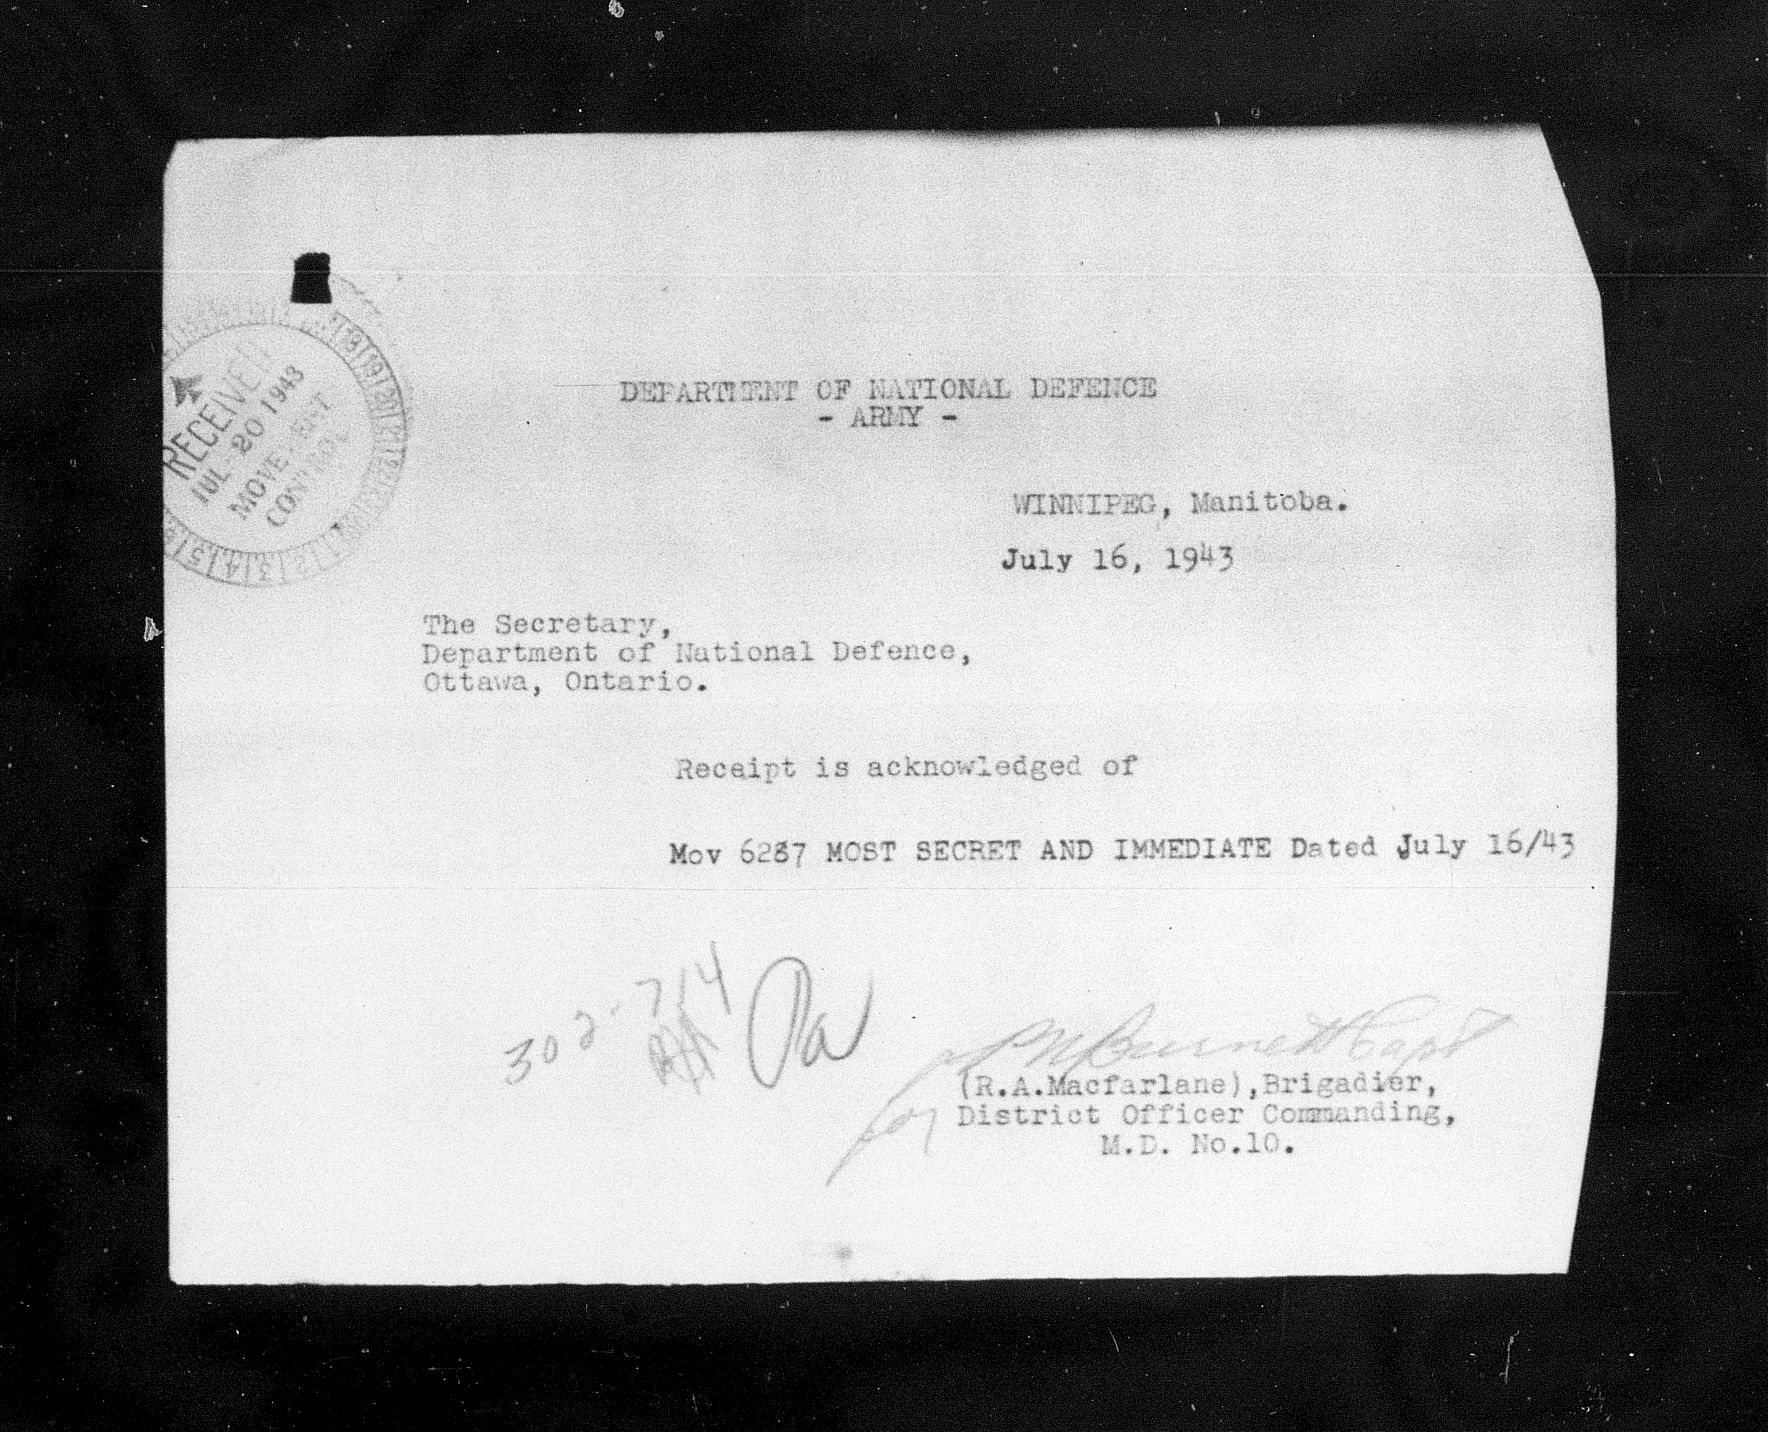 RECEIVED
JUL 20 1943
MOVEMENT
CONTROL
DEPARTMENT OF NATIONAL DEFENCE
- ARMY -
WINNIPEG, Manitoba.
July 16, 1943
The Secretary,
Department of National Defence,
Ottawa, Ontario.
Receipt is acknowledged of
Mov 6287 MOST SECRET AND IMMEDIATE Dated July 16/43
302-714
Burnett Capt
for
(R.A.Macfarlane),Brigadier,
District Officer Commanding,
M.D. No.10.